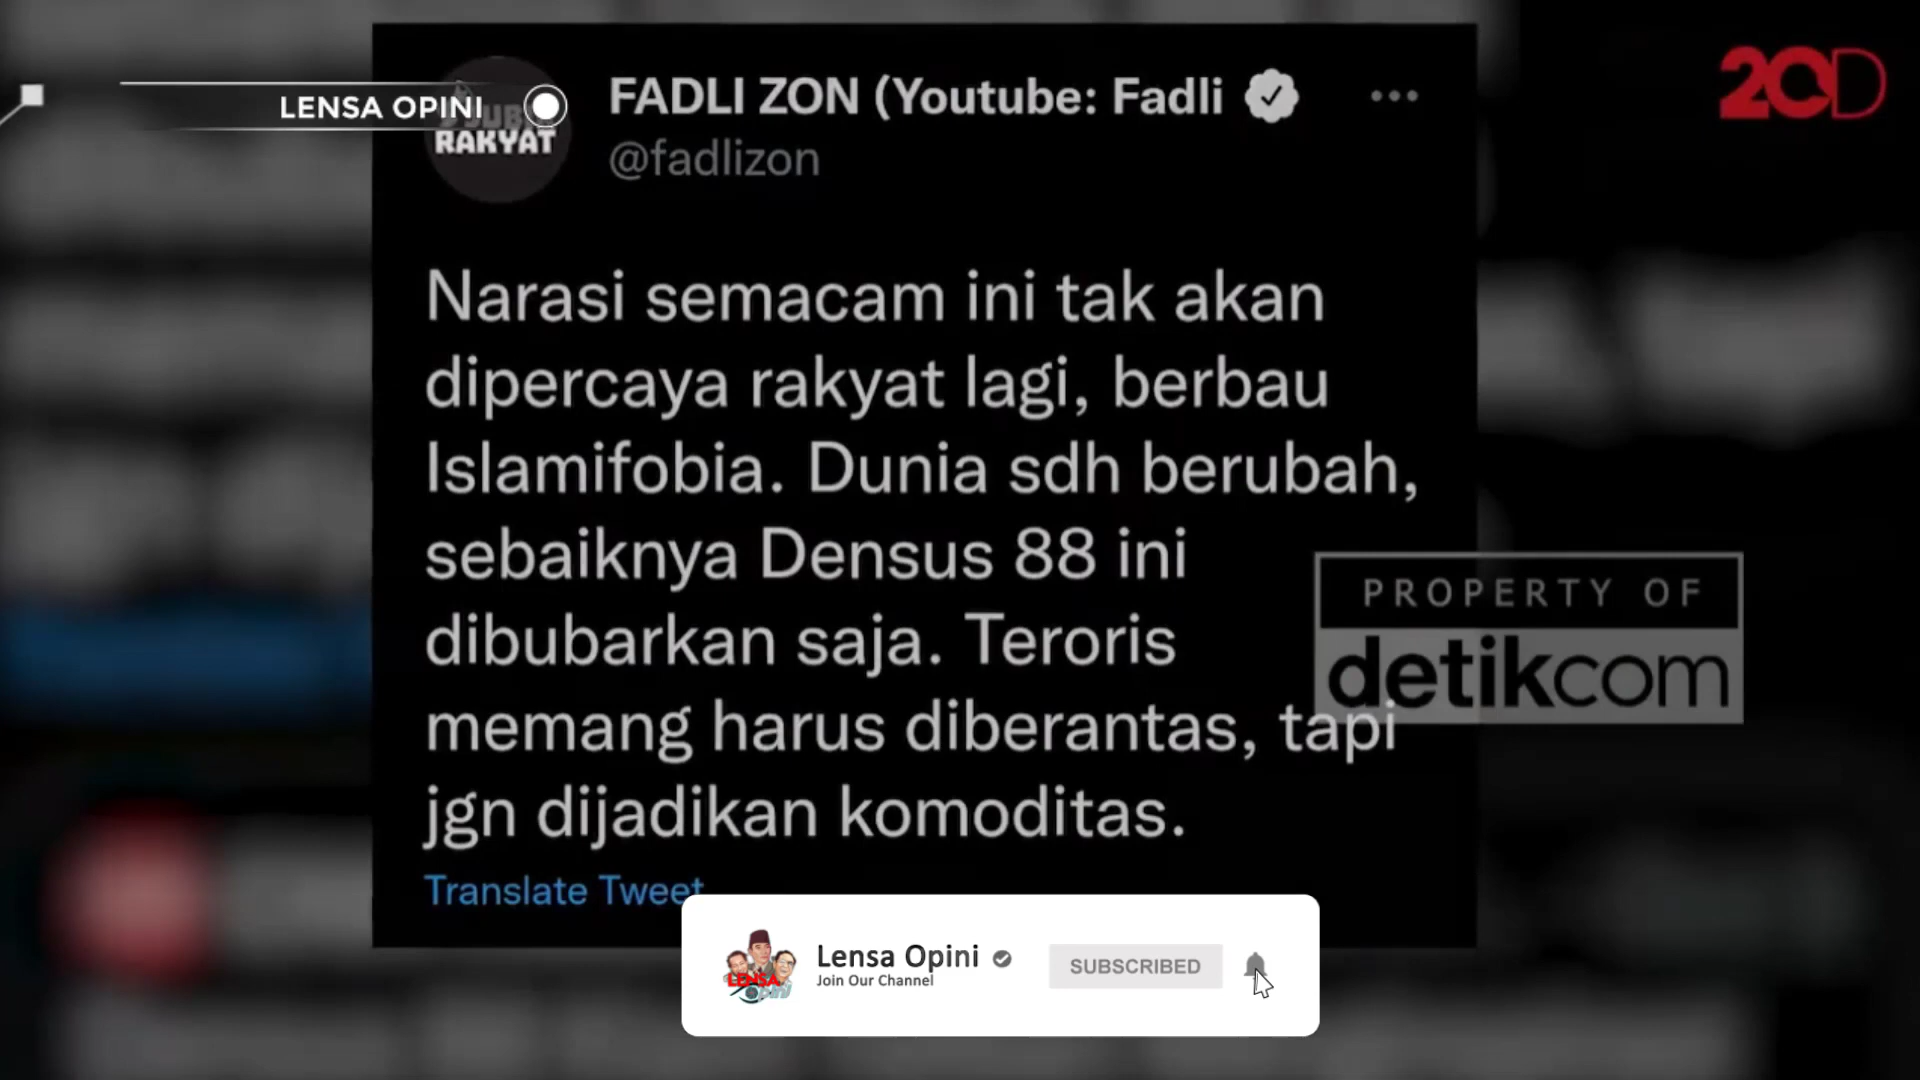 LENSA OPINI
RAKYAT
FADLI ZON (Youtube: Fadli
@fadlizon
20D
Narasi semacam ini tak akan
dipercaya rakyat lagi, berbau
Islamifobia. Dunia sdh berubah,
sebaiknya Densus 88 ini
dibubarkan saja. Teroris
memang harus diberantas, tapi
jgn dijadikan komoditas.
Translate Tweet
PROPERTY OF
detikcom
LENSA
Opini
Lensa Opini
Join Our Channel
SUBSCRIBED